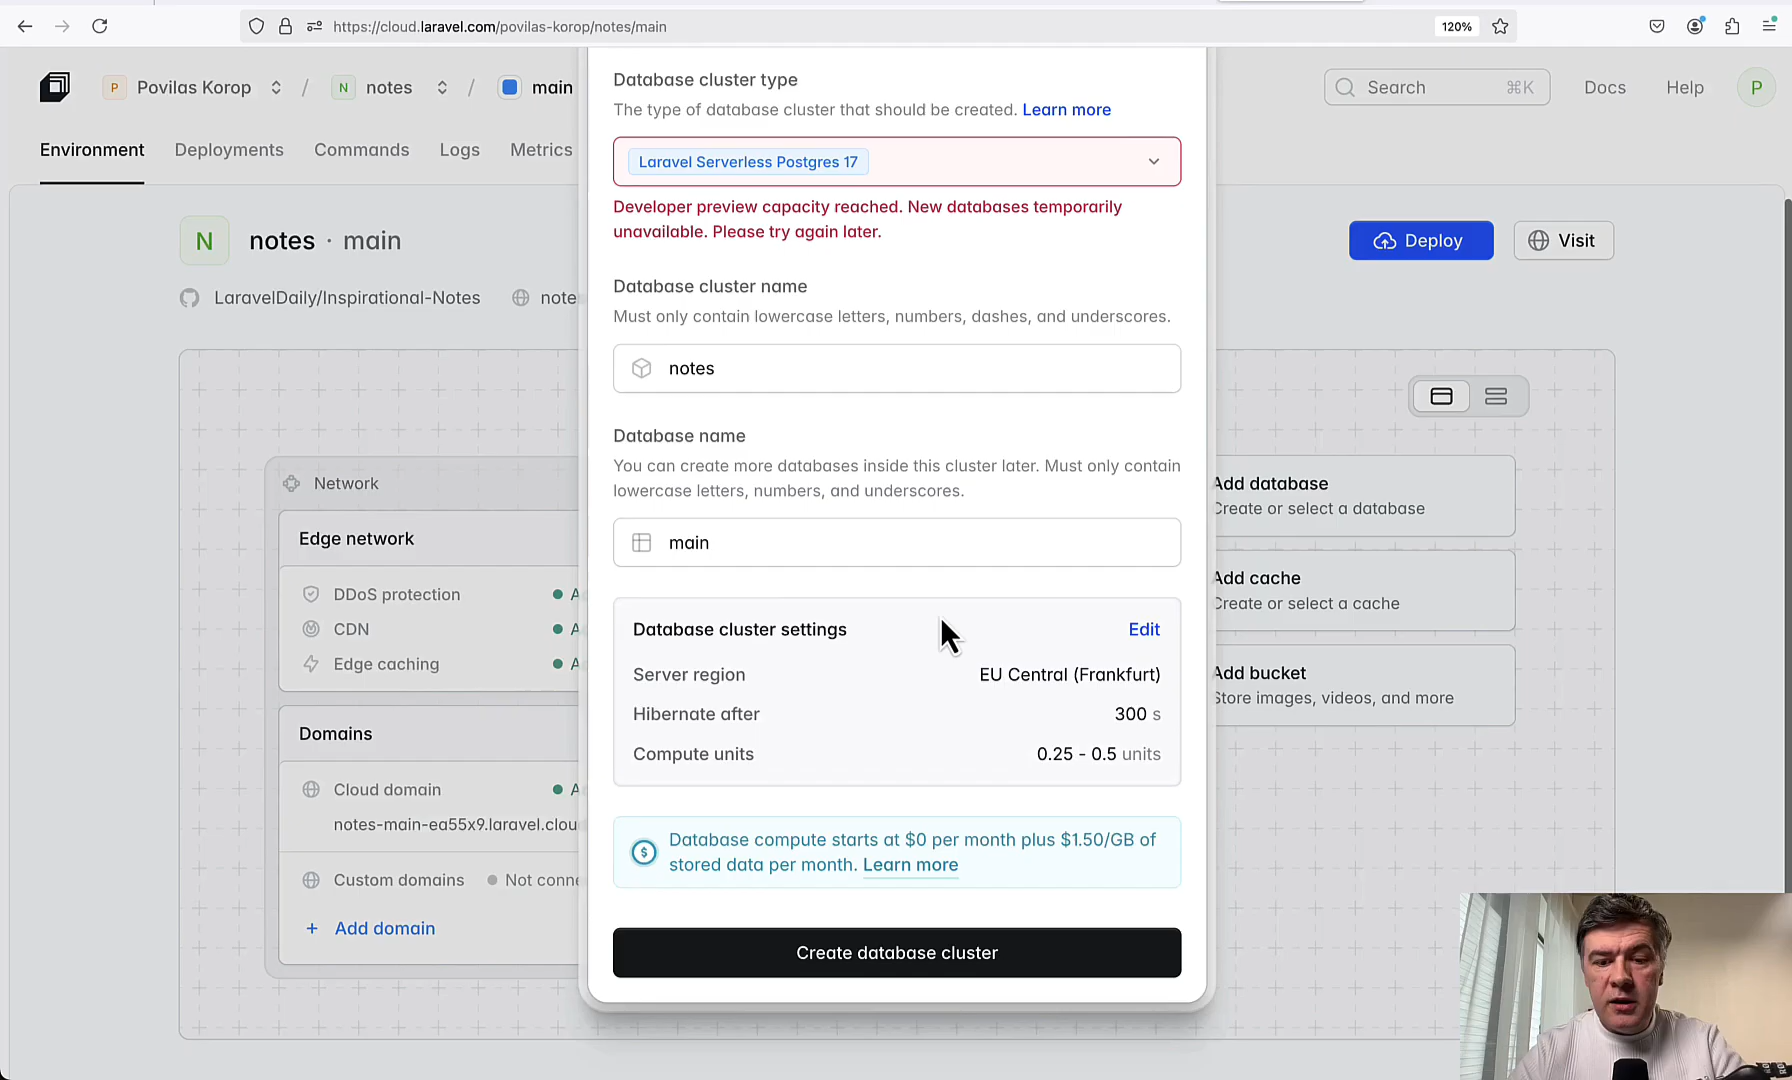 https://cloud.laravel.com/povilas-korop/notes/main
120%
P
Povilas Korop
/
N
notes
/
main
Search
⌘K
Docs
Help
P
Environment
Deployments
Commands
Logs
Metrics
N
notes · main
Deploy
Visit
LaravelDaily/Inspirational-Notes
Network
Edge network
DDoS protection
CDN
Edge caching
Domains
Cloud domain
notes-main-ea55x9.laravel.clou
Custom domains
Not conne
+ Add domain
Database cluster type
The type of database cluster that should be created. Learn more
Laravel Serverless Postgres 17
Developer preview capacity reached. New databases temporarily
unavailable. Please try again later.
Database cluster name
Must only contain lowercase letters, numbers, dashes, and underscores.
notes
Database name
You can create more databases inside this cluster later. Must only contain
lowercase letters, numbers, and underscores.
main
Database cluster settings
Edit
Server region
EU Central (Frankfurt)
Hibernate after
300 s
Compute units
0.25 - 0.5 units
$
Database compute starts at $0 per month plus $1.50/GB of
stored data per month. Learn more
Create database cluster
Add database
Create or select a database
Add cache
Create or select a cache
Add bucket
Store images, videos, and more